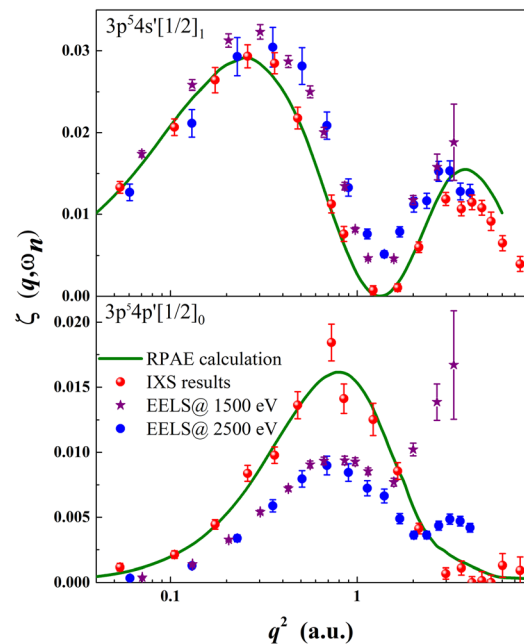 3p⁵4s'[1/2]₁
0.03
0.02
0.01
0.00
ζ (q,ωₙ)
3p⁵4p'[1/2]₀
0.020
RPAE calculation
IXS results
EELS@ 1500 eV
EELS@ 2500 eV
0.015
0.010
0.005
0.000
0.1
1
q² (a.u.)